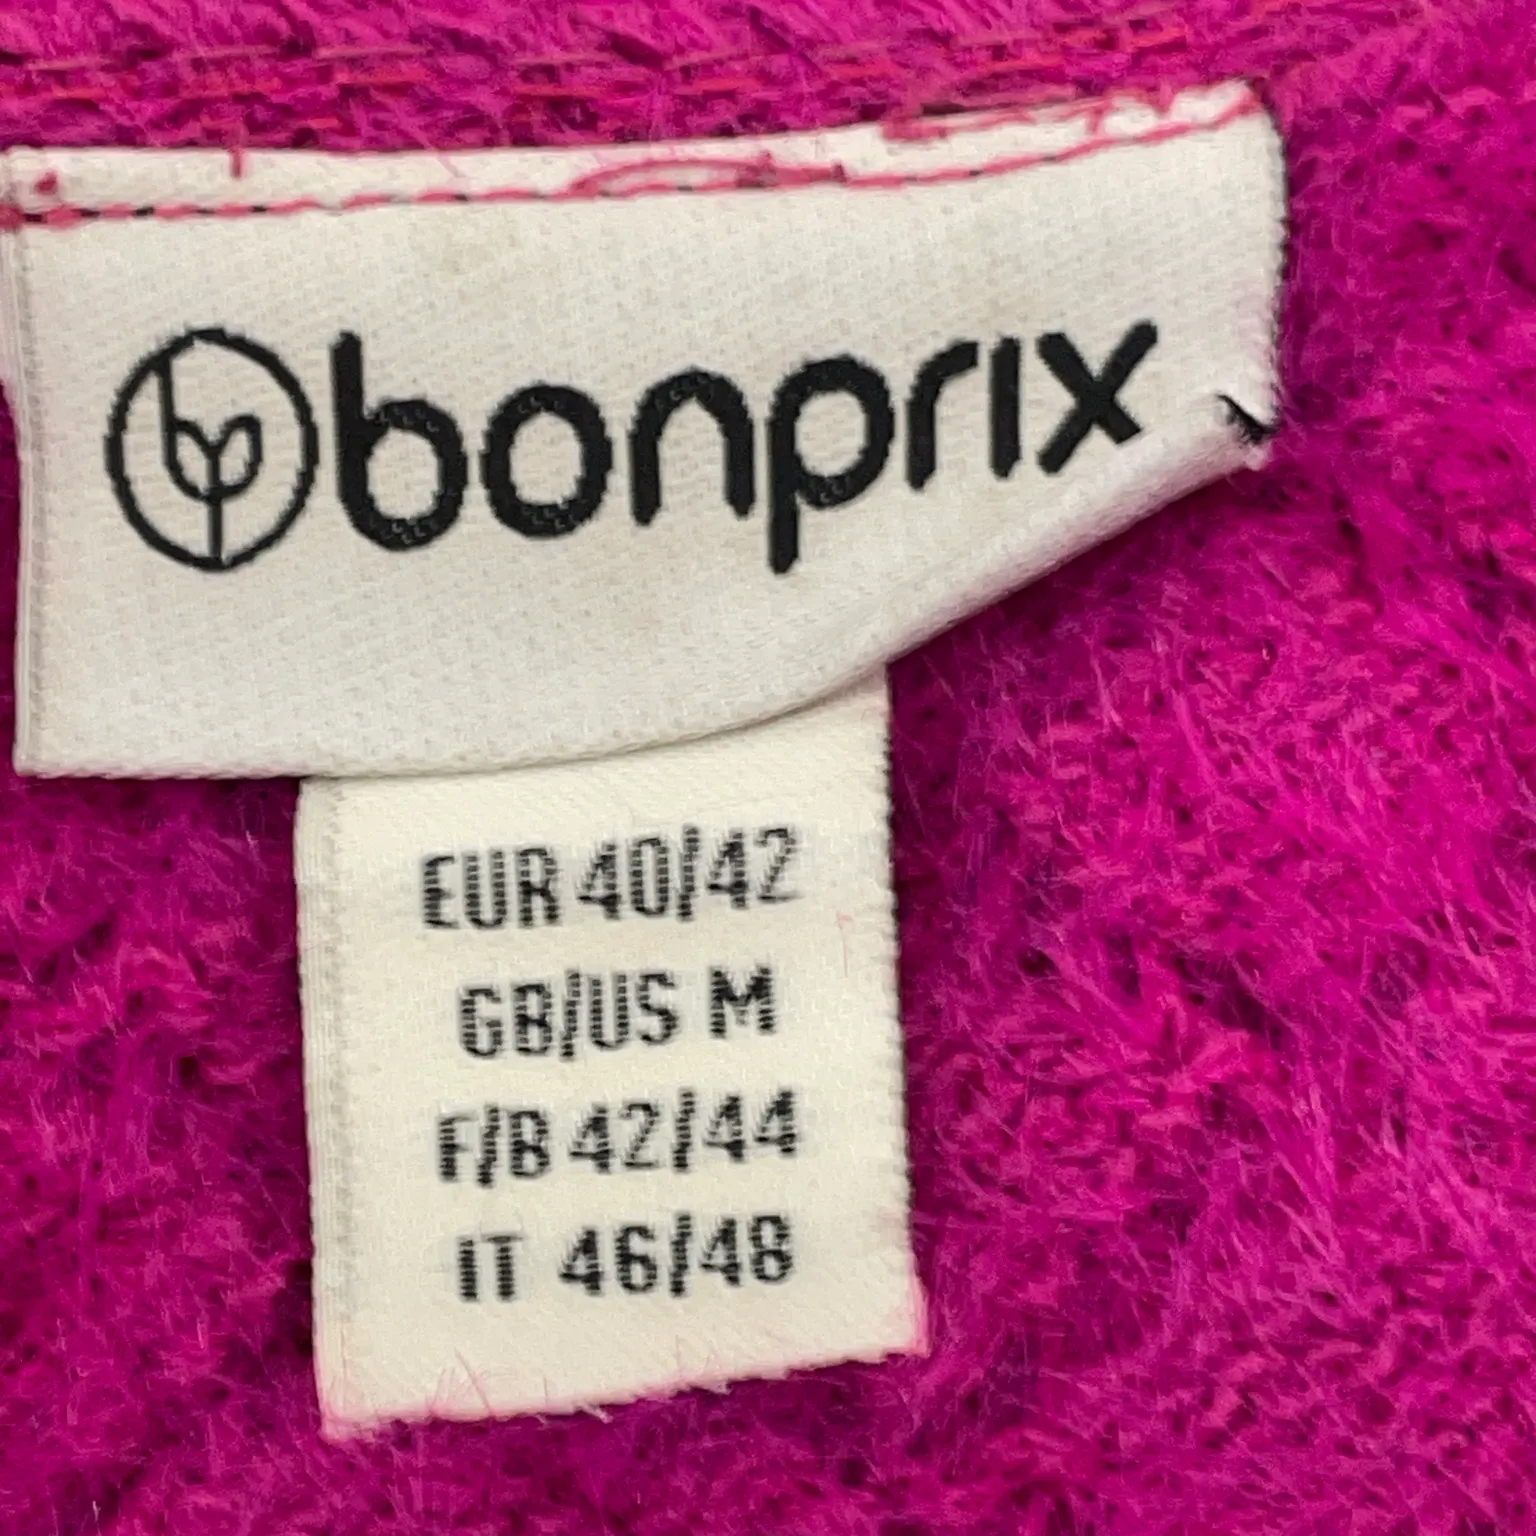 bonprix
EUR 40/42
GB/US M
F/B 42/44
IT 46/48